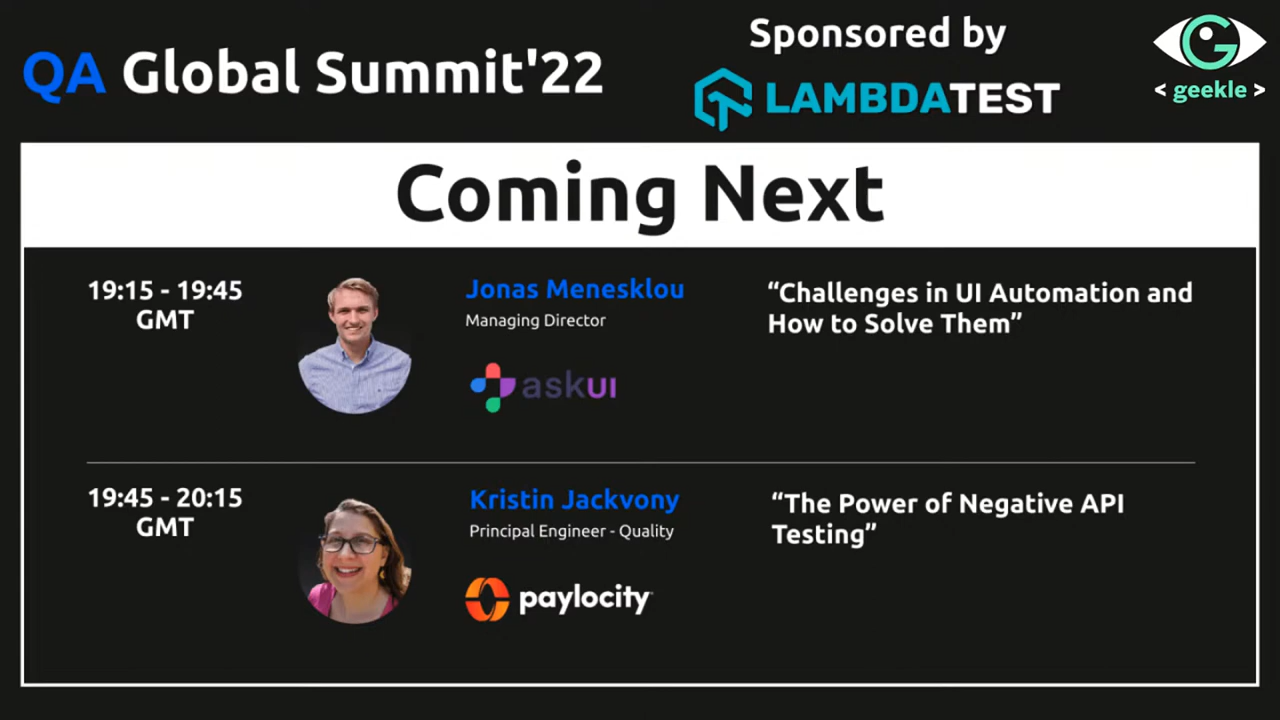 QA Global Summit'22
Sponsored by
LAMBDATEST
G
< geekle >
Coming Next
19:15 - 19:45
GMT
Jonas Menesklou
Managing Director
askUI
“Challenges in UI Automation and
How to Solve Them”
19:45 - 20:15
GMT
Kristin Jackvony
Principal Engineer - Quality
paylocity
“The Power of Negative API
Testing”